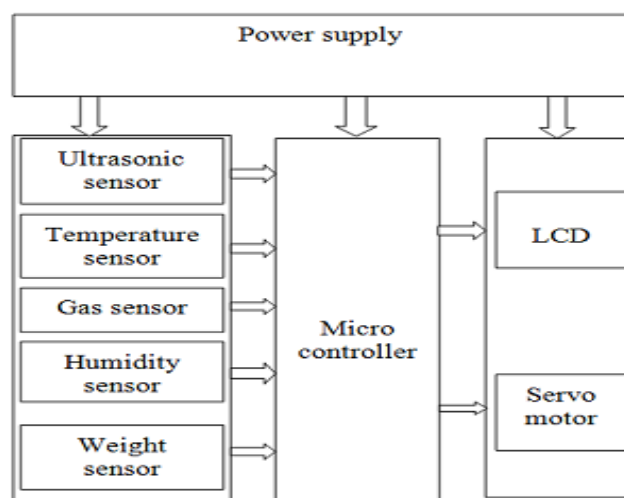 Power supply
Ultrasonic
sensor
Temperature
sensor
Gas sensor
Humidity
sensor
Weight
sensor
Micro
controller
LCD
Servo
motor